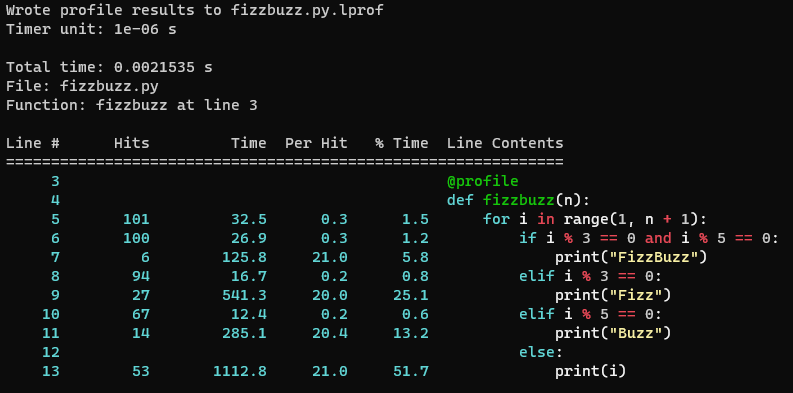 Wrote profile results to fizzbuzz.py.lprof
Timer unit: 1e-06 s

Total time: 0.0021535 s
File: fizzbuzz.py
Function: fizzbuzz at line 3

Line #      Hits         Time  Per Hit   % Time  Line Contents
==============================================================
     3                                           @profile
     4                                           def fizzbuzz(n):
     5       101         32.5      0.3      1.5      for i in range(1, n + 1):
     6       100         26.9      0.3      1.2          if i % 3 == 0 and i % 5 == 0:
     7         6        125.8     21.0      5.8              print("FizzBuzz")
     8        94         16.7      0.2      0.8          elif i % 3 == 0:
     9        27        541.3     20.0     25.1              print("Fizz")
    10        67         12.4      0.2      0.6          elif i % 5 == 0:
    11        14        285.1     20.4     13.2              print("Buzz")
    12                                                   else:
    13        53       1112.8     21.0     51.7              print(i)